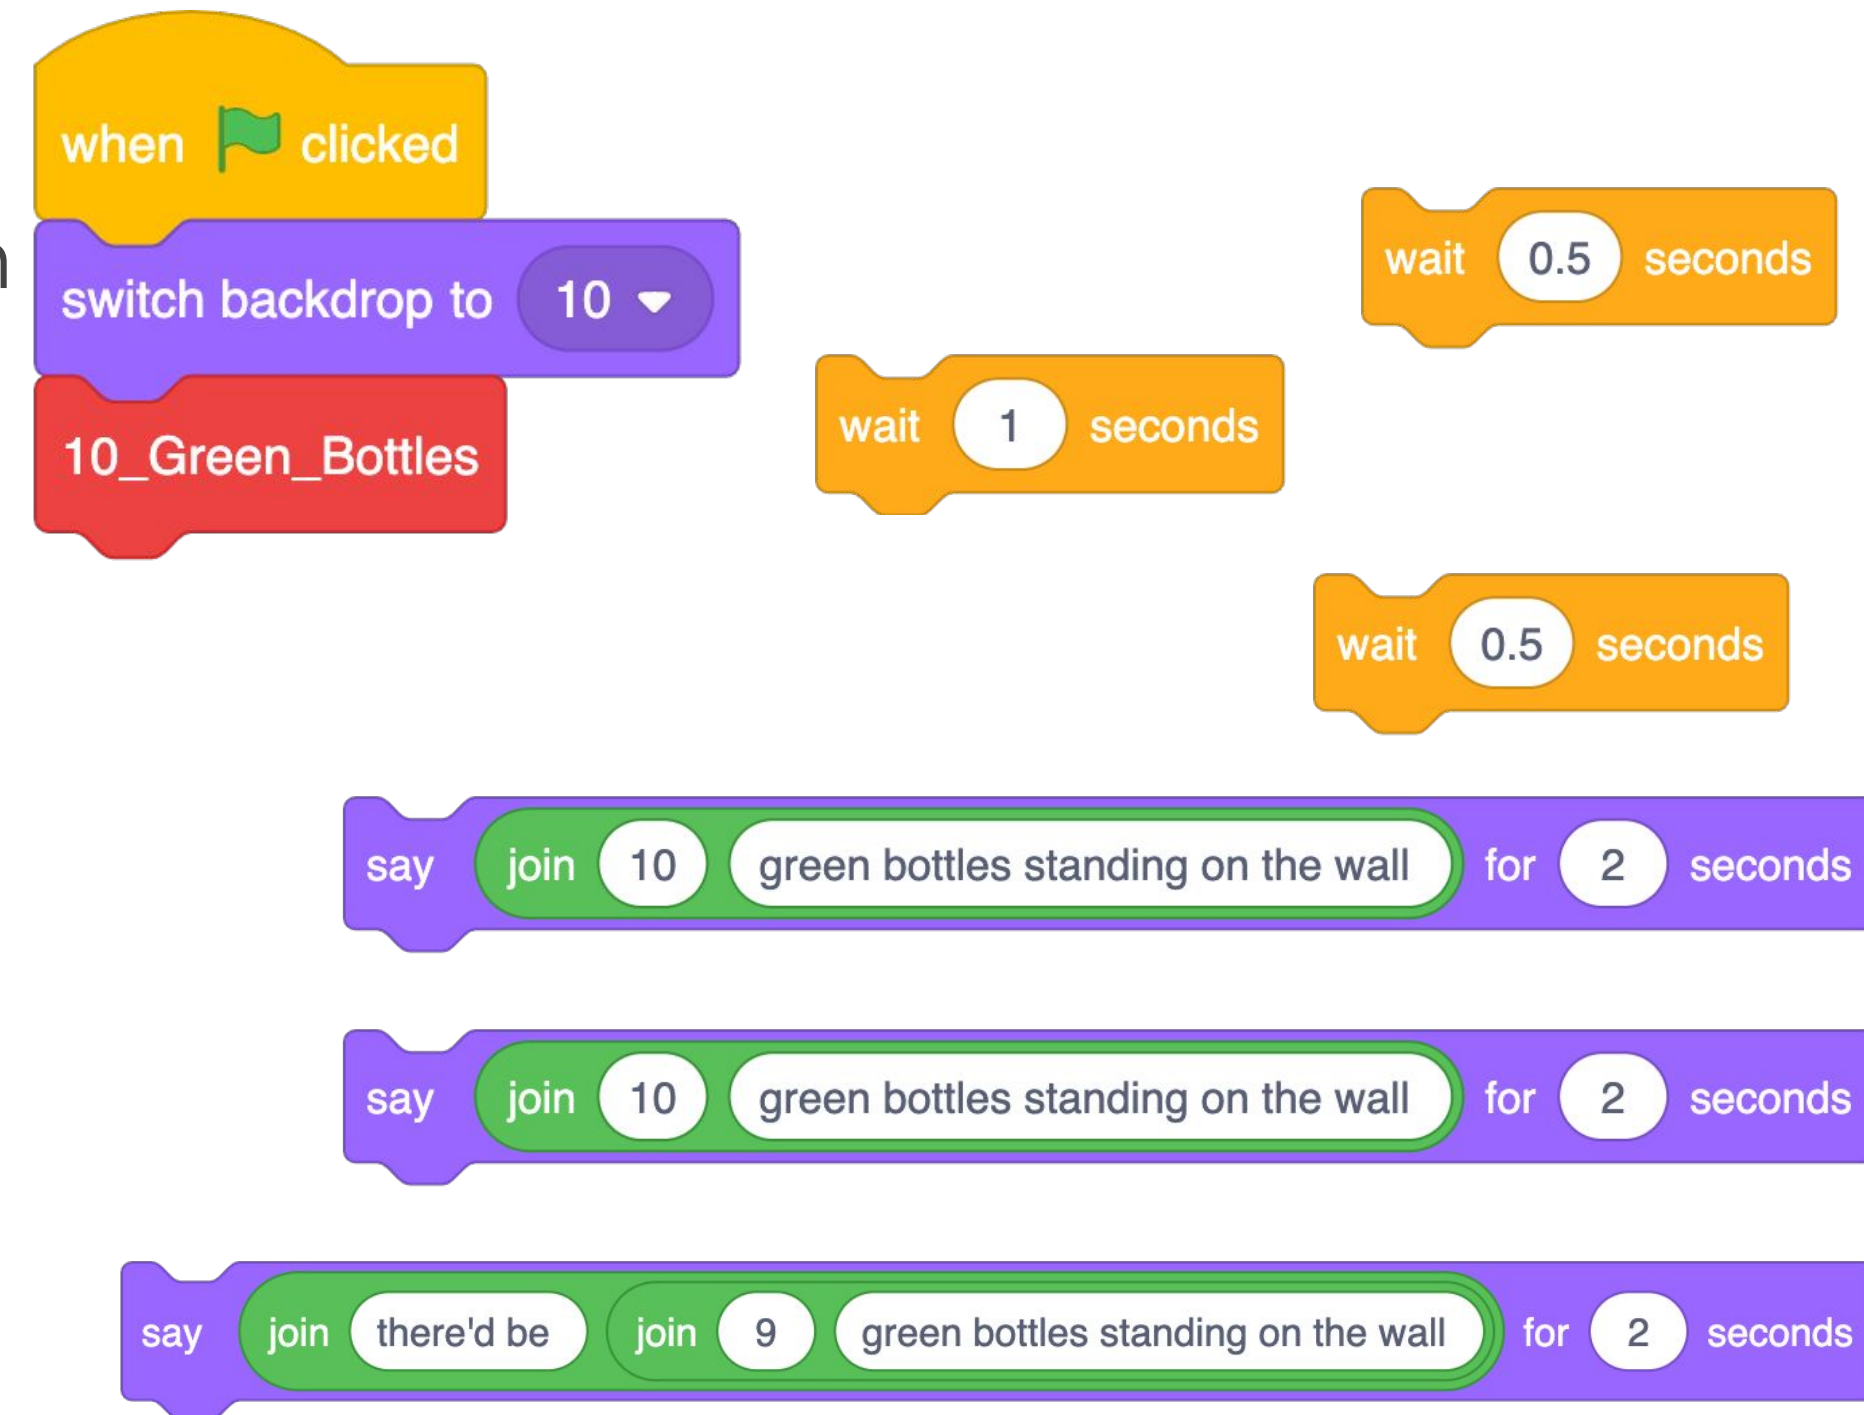 when clicked
n
switch backdrop to 10
10_Green_Bottles
wait 0.5 seconds
wait 1 seconds
wait 0.5 seconds
say join 10 green bottles standing on the wall for 2 seconds
say join 10 green bottles standing on the wall for 2 seconds
say join there'd be join 9 green bottles standing on the wall for 2 seconds